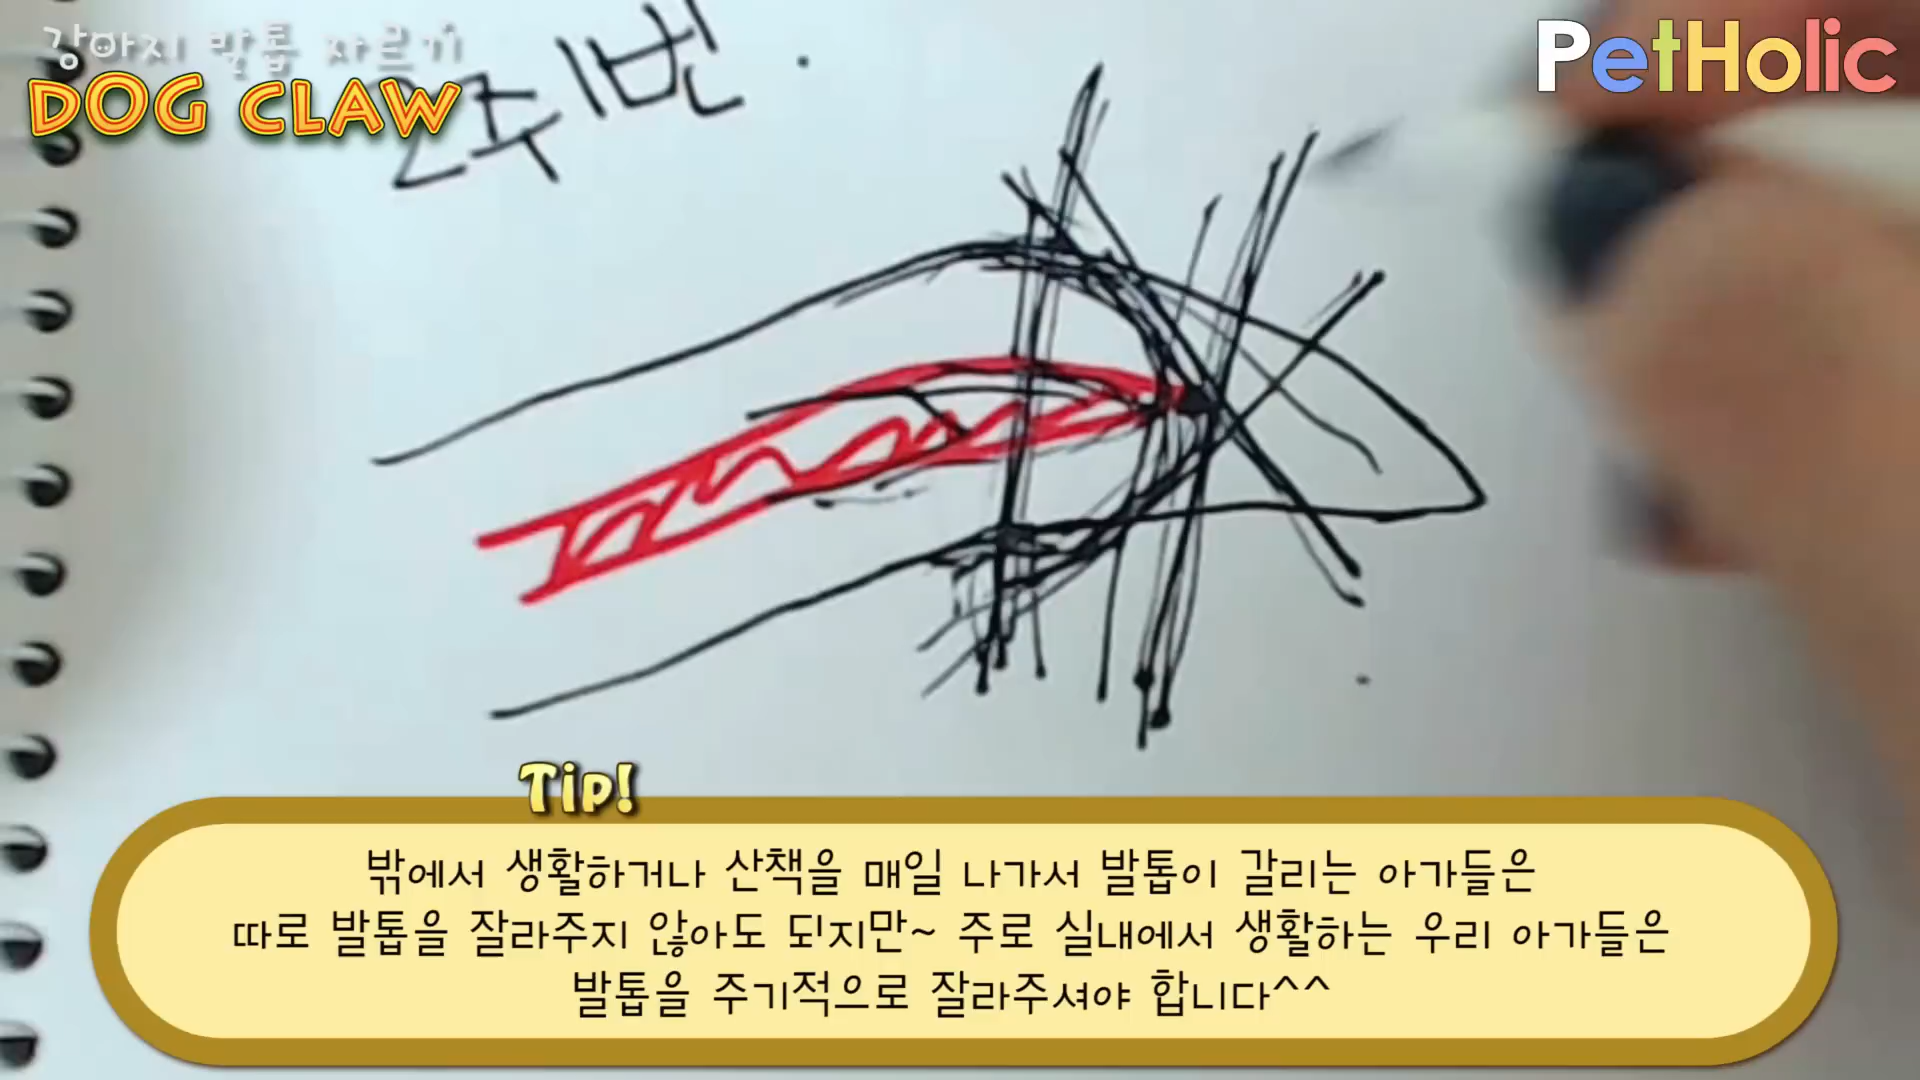 강아지 발톱 자르기
DOG CLAW
PetHolic
2주 1번.
Tip!
밖에서 생활하거나 산책을 매일 나가서 발톱이 갈리는 아가들은
따로 발톱을 잘라주지 않아도 되지만~ 주로 실내에서 생활하는 우리 아가들은
발톱을 주기적으로 잘라주셔야 합니다^^